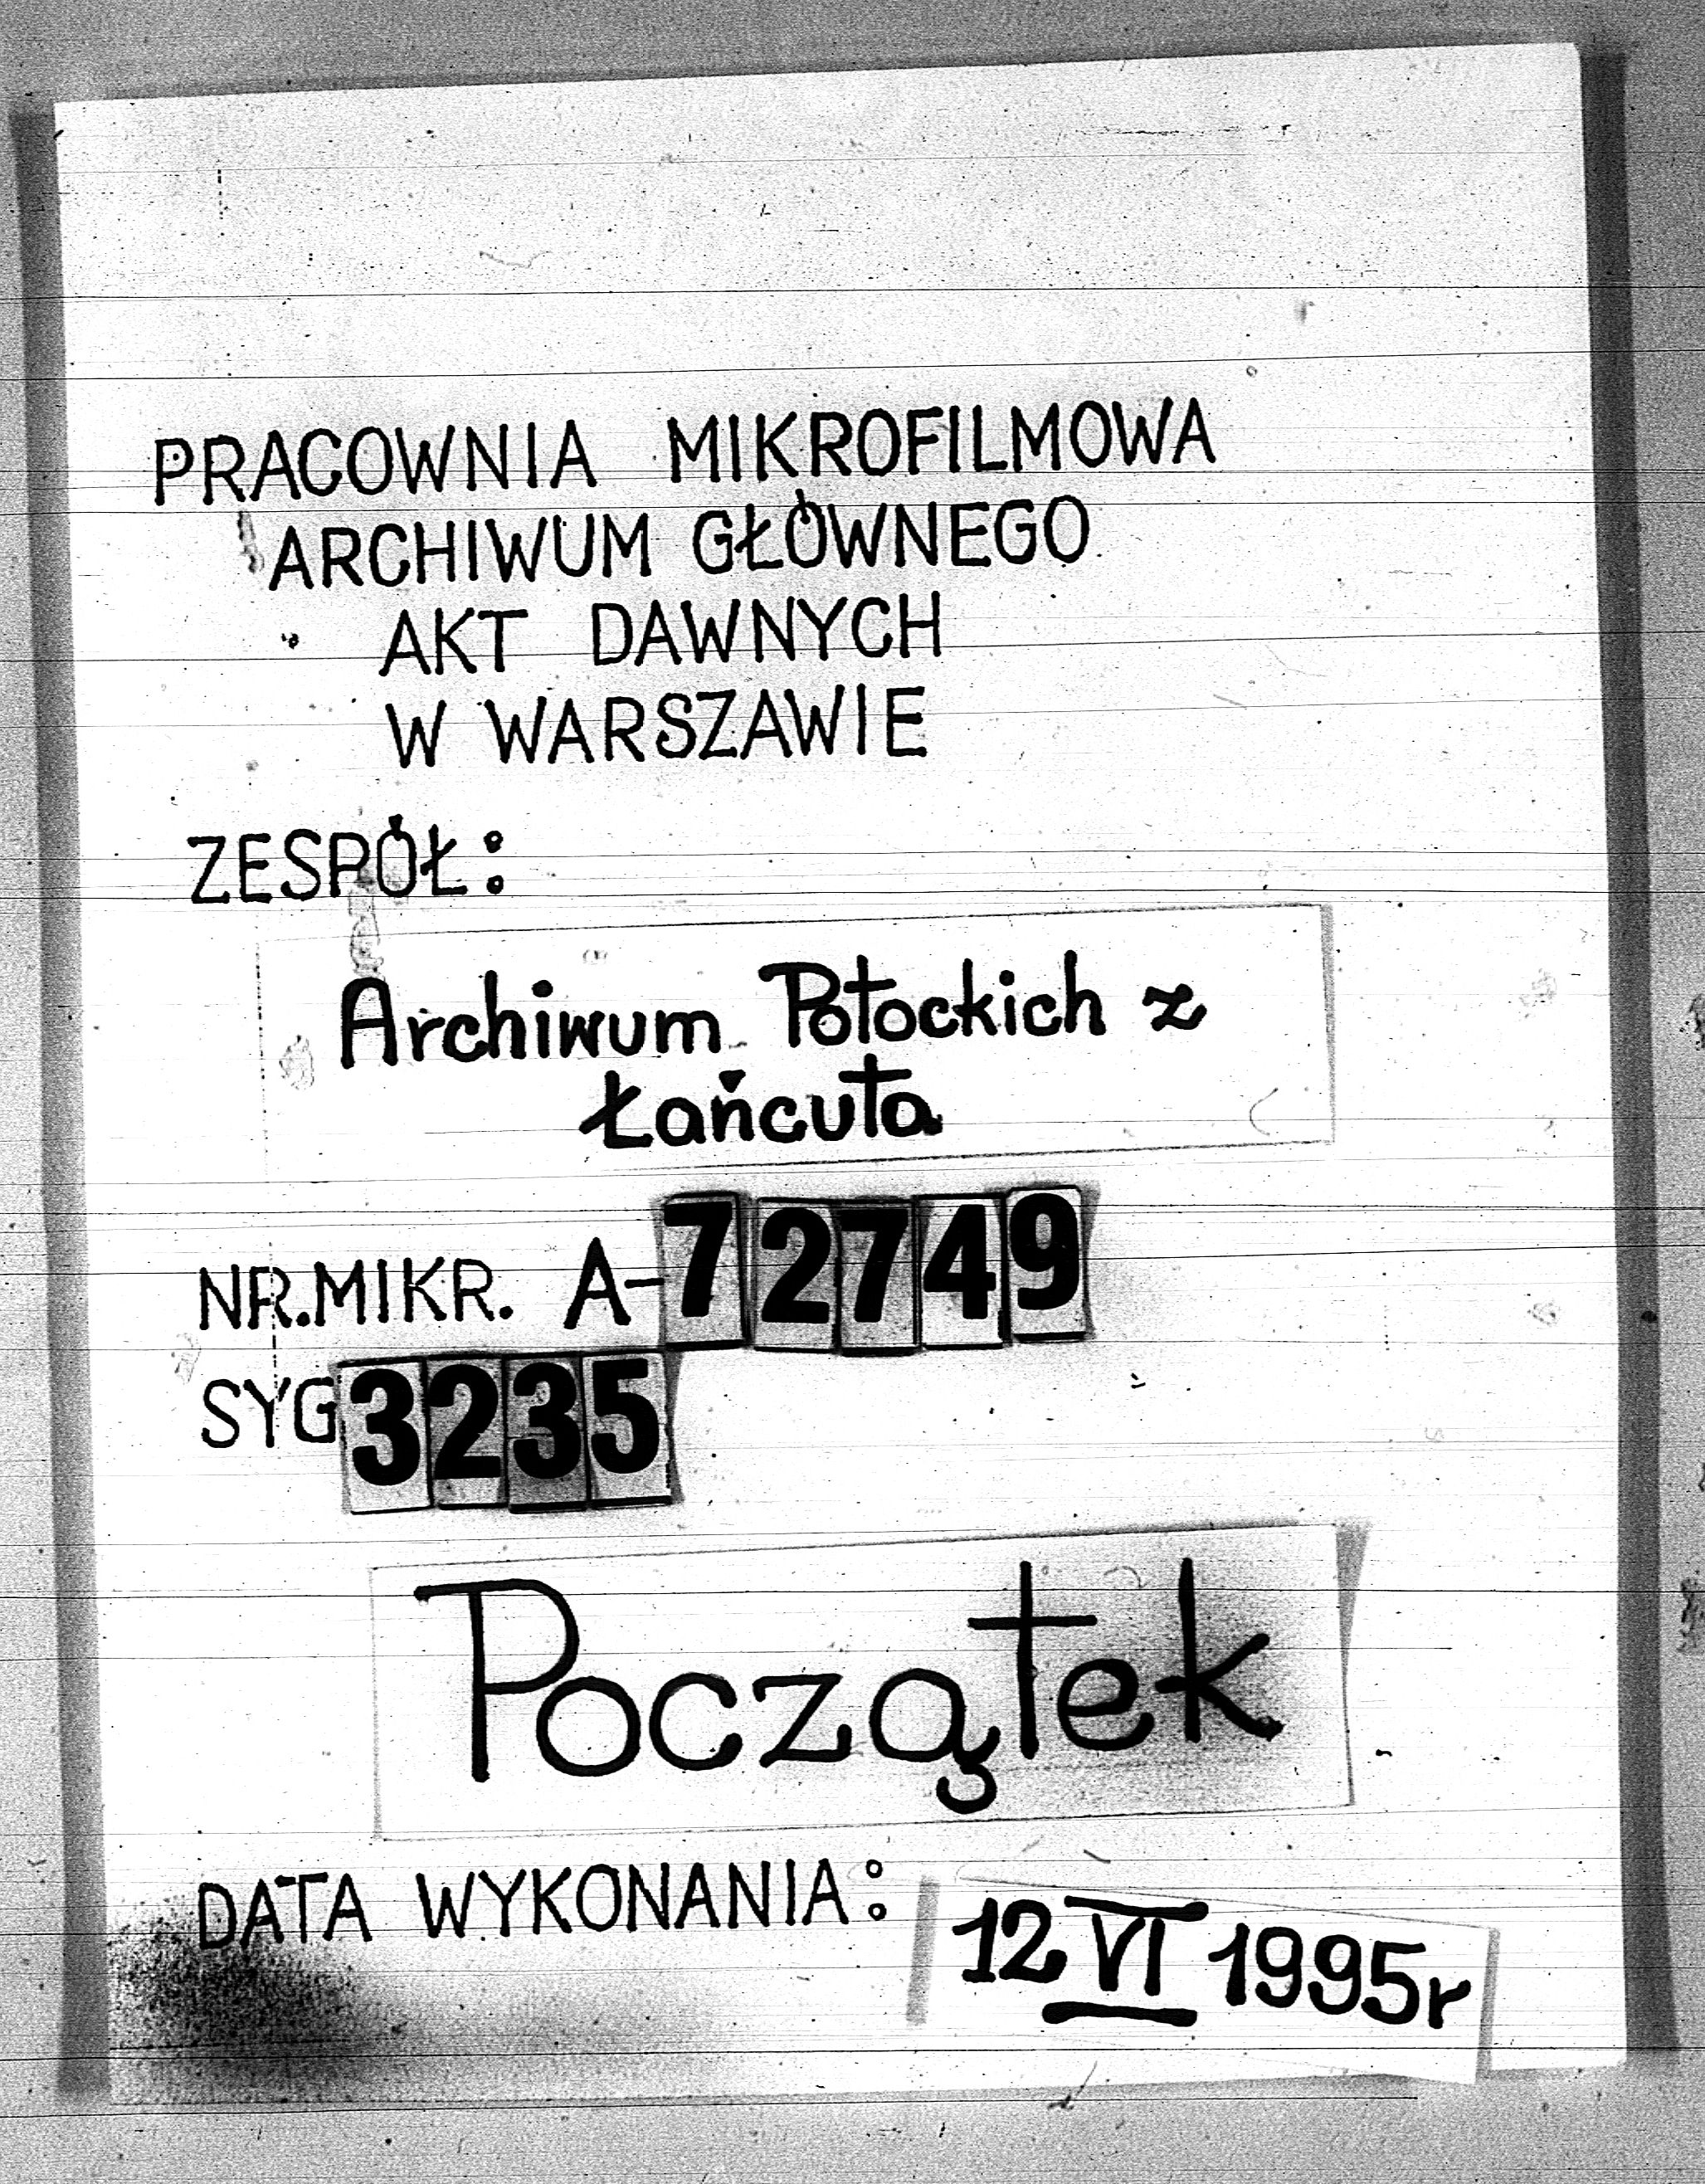 PRACOWNIA MIKROFILMOWA
ARCHIWUM GŁÓWNEGO
AKT DAWNYCH
W WARSZAWIE
ZESPÓŁ:
Archiwum Potockich z
Łańcuta
NR.MIKR. A-72749
SYG 3235
Początek
DATA WYKONANIA: 12 VI 1995r